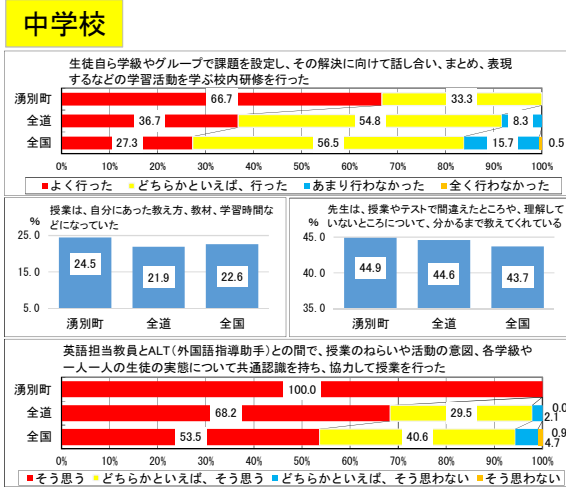 中学校
生徒自ら学級やグループで課題を設定し、その解決に向けて話し合い、まとめ、表現
するなどの学習活動を学ぶ校内研修を行った
湧別町 66.7 33.3
全道 36.7 54.8 8.3
全国 27.3 56.5 15.7 0.5
0% 10% 20% 30% 40% 50% 60% 70% 80% 90% 100%
よく行った どちらかといえば、行った あまり行わなかった 全く行わなかった
授業は、自分にあった教え方、教材、学習時間な
どになっていた
%
25.0
15.0
5.0
24.5 21.9 22.6
湧別町 全道 全国
先生は、授業やテストで間違えたところや、理解して
いないところについて、分かるまで教えてくれている
%
45.0
40.0
35.0
44.9 44.6 43.7
湧別町 全道 全国
英語担当教員とALT(外国語指導助手)との間で、授業のねらいや活動の意図、各学級や
一人一人の生徒の実態について共通認識を持ち、協力して授業を行った
湧別町 100.0
全道 68.2 29.5 2.1 0.0
全国 53.5 40.6 4.7 0.9
0% 10% 20% 30% 40% 50% 60% 70% 80% 90% 100%
そう思う どちらかといえば、そう思う どちらかといえば、そう思わない そう思わない